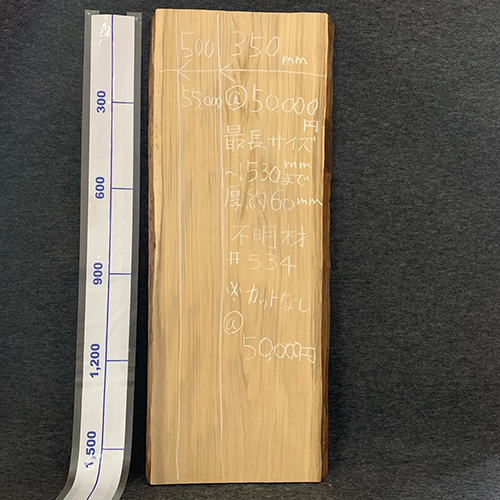 500 350mm
55000 @50,000円
最長サイズ
~1530mmまで
厚約60mm
不明材
#534
※カットなし
@
50,000円
300
600
900
1,200
1,500